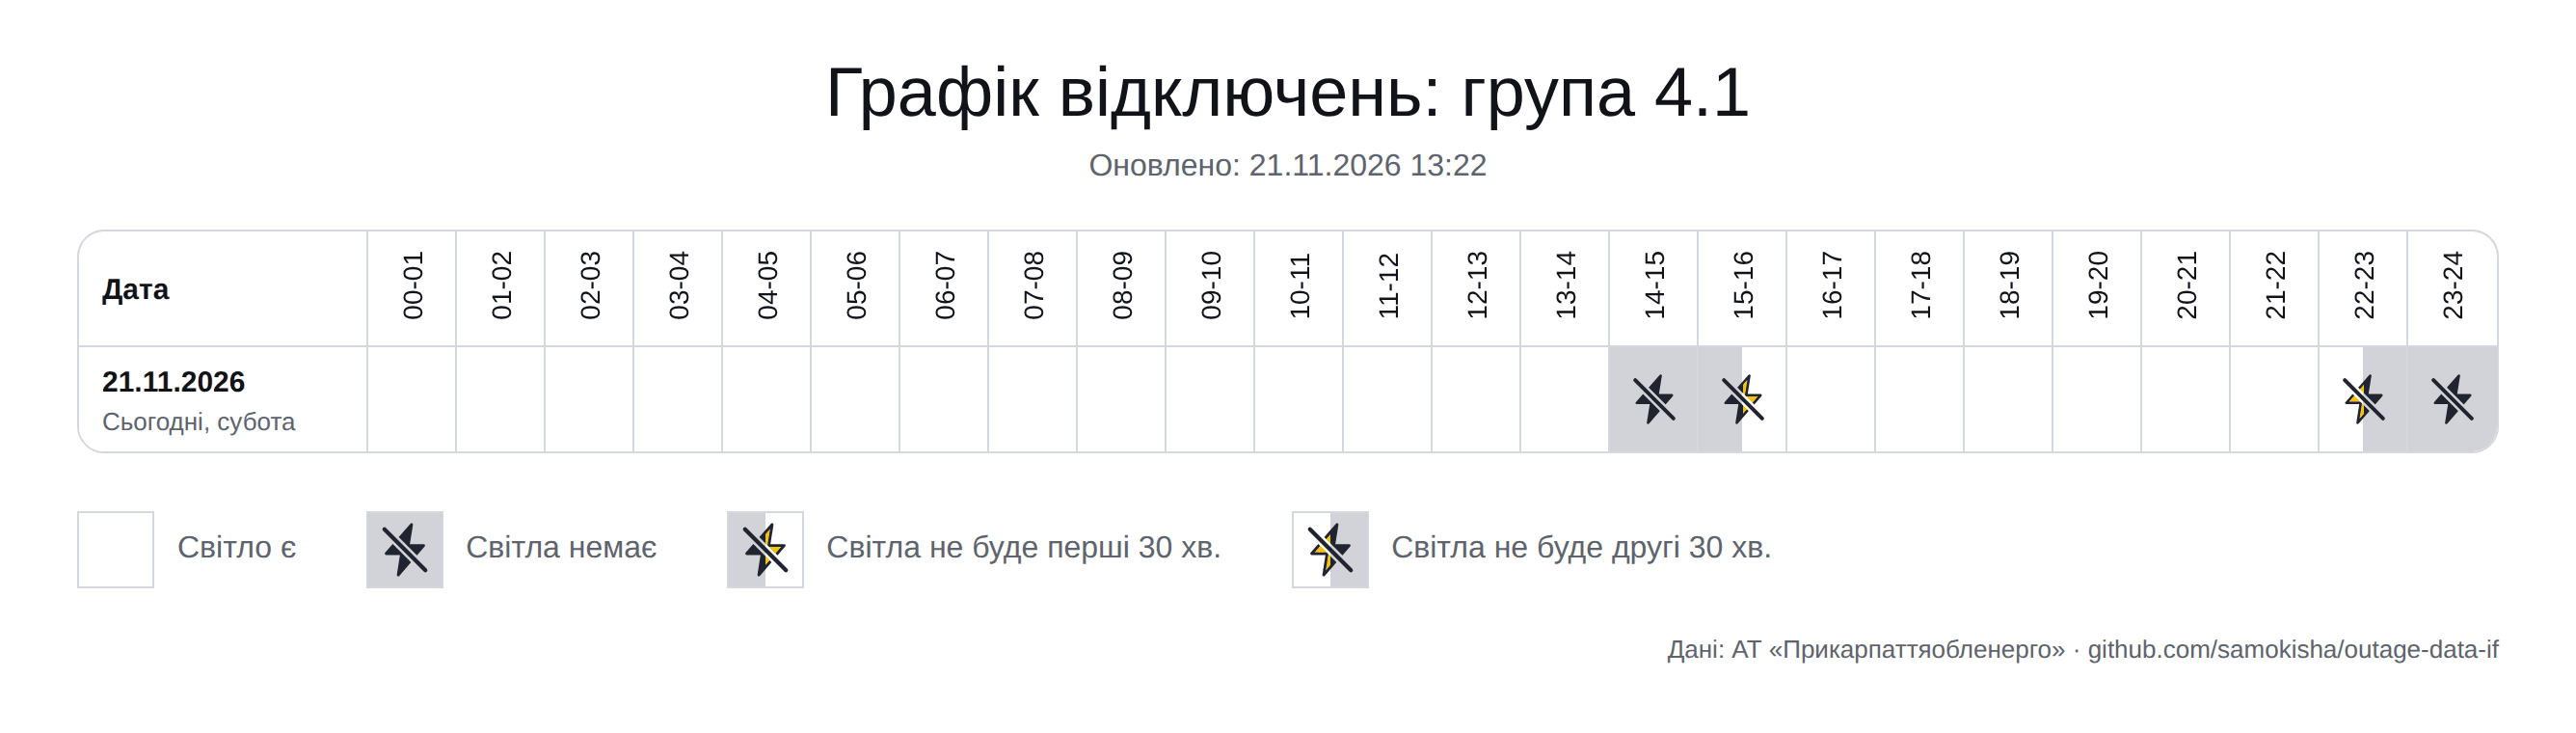 Графік відключень: група 4.1
Оновлено: 21.11.2026 13:22
Дата 00-01 01-02 02-03 03-04 04-05 05-06 06-07 07-08 08-09 09-10 10-11 11-12 12-13 13-14 14-15 15-16 16-17 17-18 18-19 19-20 20-21 21-22 22-23 23-24
21.11.2026
Сьогодні, субота
Світло є Світла немає Світла не буде перші 30 хв. Світла не буде другі 30 хв.
Дані: АТ «Прикарпаттяобленерго» · github.com/samokisha/outage-data-if